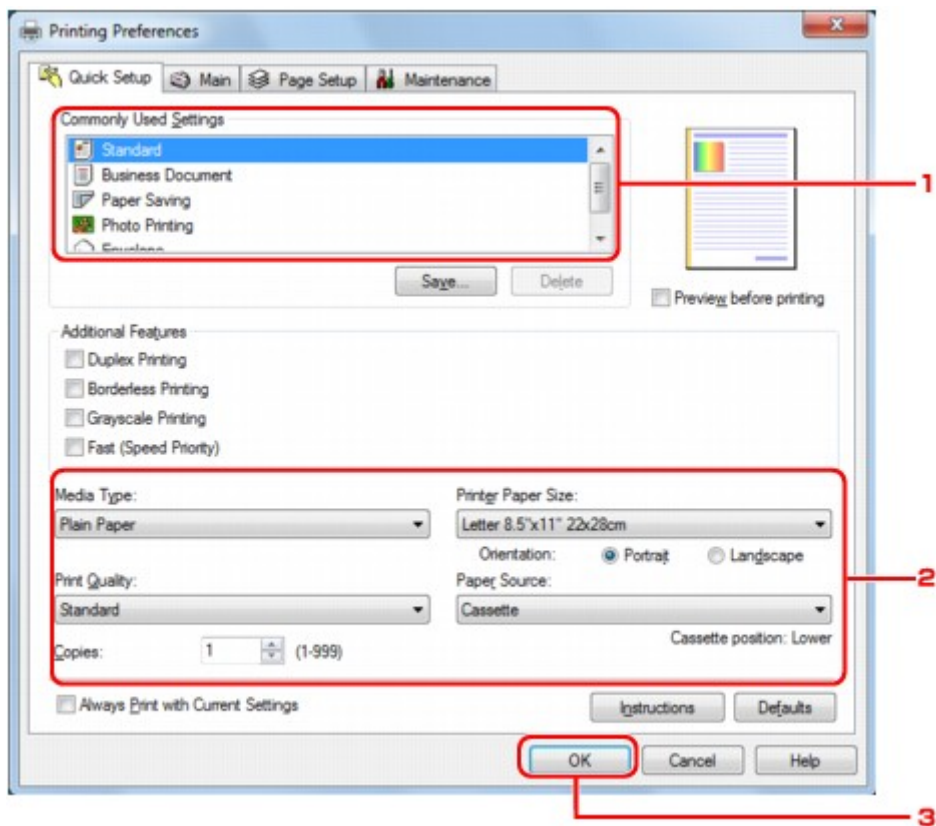 Printing Preferences
Quick Setup Main Page Setup Maintenance
Commonly Used Settings
Standard
Business Document
Paper Saving
Photo Printing
Envelope
1
Save... Delete
Preview before printing
Additional Features
Duplex Printing
Borderless Printing
Grayscale Printing
Fast (Speed Priority)
Media Type: Printer Paper Size:
Plain Paper Letter 8.5"x11" 22x28cm
Orientation: Portrait Landscape
2
Print Quality: Paper Source:
Standard Cassette
Cassette position: Lower
Copies: 1 (1-999)
Always Print with Current Settings Instructions Defaults
OK Cancel Help
3